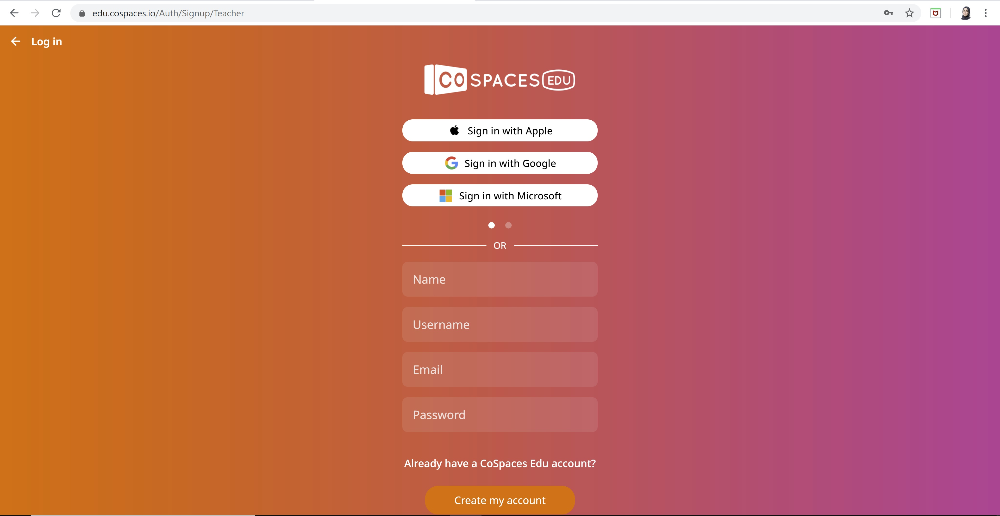 edu.cospaces.io/Auth/Signup/Teacher
Log in
CO SPACES EDU
Sign in with Apple
Sign in with Google
Sign in with Microsoft
OR
Name
Username
Email
Password
Already have a CoSpaces Edu account?
Create my account